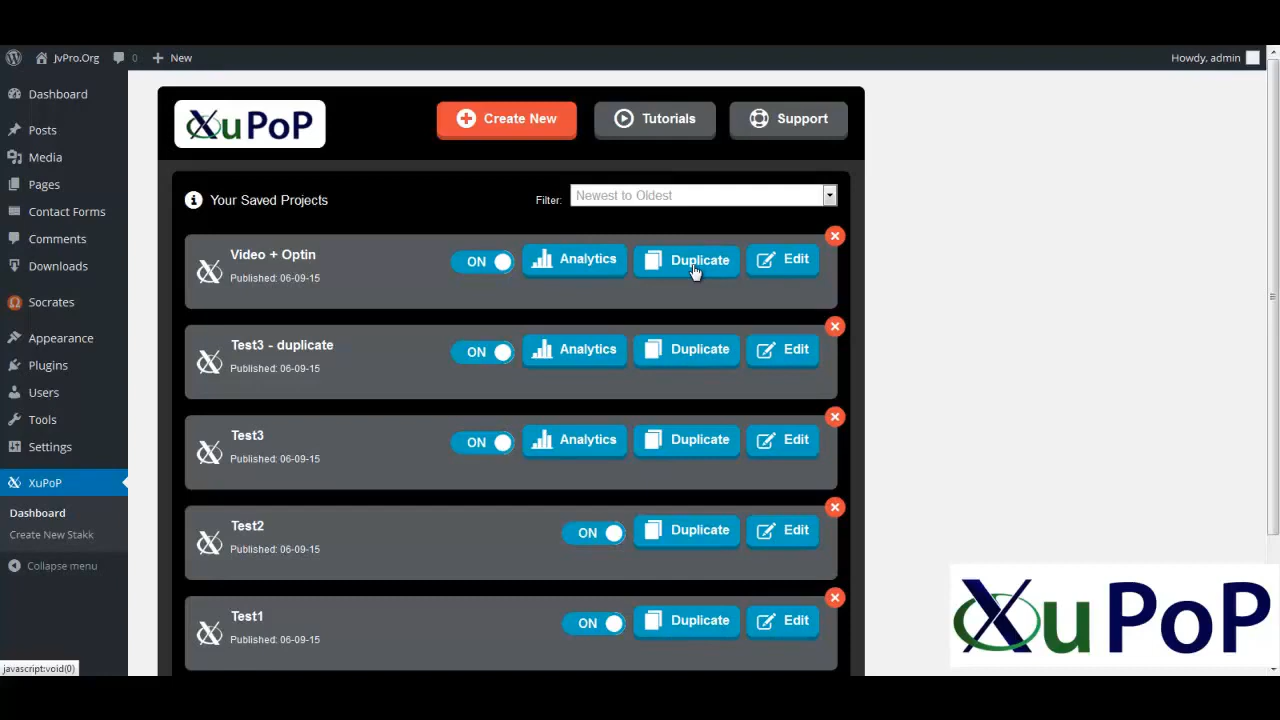 JvPro.Org
0
New
Howdy, admin
Dashboard
Posts
Media
Pages
Contact Forms
Comments
Downloads
Socrates
Appearance
Plugins
Users
Tools
Settings
XuPoP
Dashboard
Create New Stakk
Collapse menu
XuPoP
Create New
Tutorials
Support
Your Saved Projects
Filter: Newest to Oldest
Video + Optin
Published: 06-09-15
ON
Analytics
Duplicate
Edit
Test3 - duplicate
Published: 06-09-15
ON
Analytics
Duplicate
Edit
Test3
Published: 06-09-15
ON
Analytics
Duplicate
Edit
Test2
Published: 06-09-15
ON
Duplicate
Edit
Test1
Published: 06-09-15
ON
Duplicate
Edit
XuPoP
javascript:void(0)